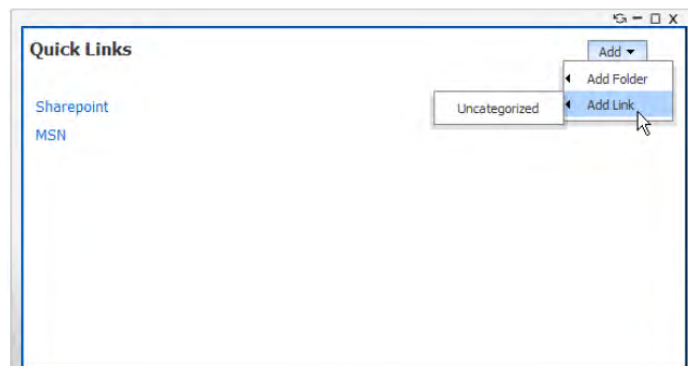 Quick Links
Add
Add Folder
Sharepoint
Uncategorized
Add Link
MSN